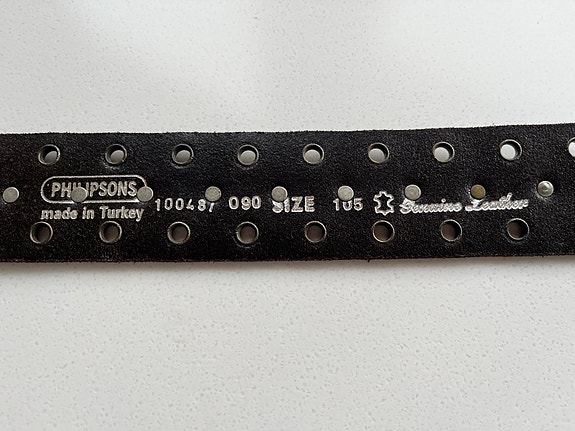 PHILIPSONS
made in Turkey
100487 090 SIZE 105 Genuine Leather